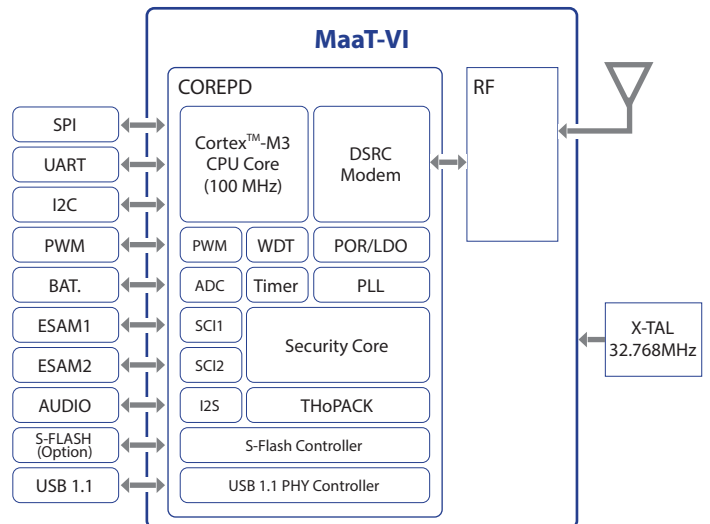 MaaT-VI
COREPD
RF
SPI
UART
I2C
PWM
BAT.
ESAM1
ESAM2
AUDIO
S-FLASH
(Option)
USB 1.1
Cortex™-M3
CPU Core
(100 MHz)
DSRC
Modem
PWM
WDT
POR/LDO
ADC
Timer
PLL
SCI1
Security Core
SCI2
I2S
THoPACK
S-Flash Controller
USB 1.1 PHY Controller
X-TAL
32.768MHz